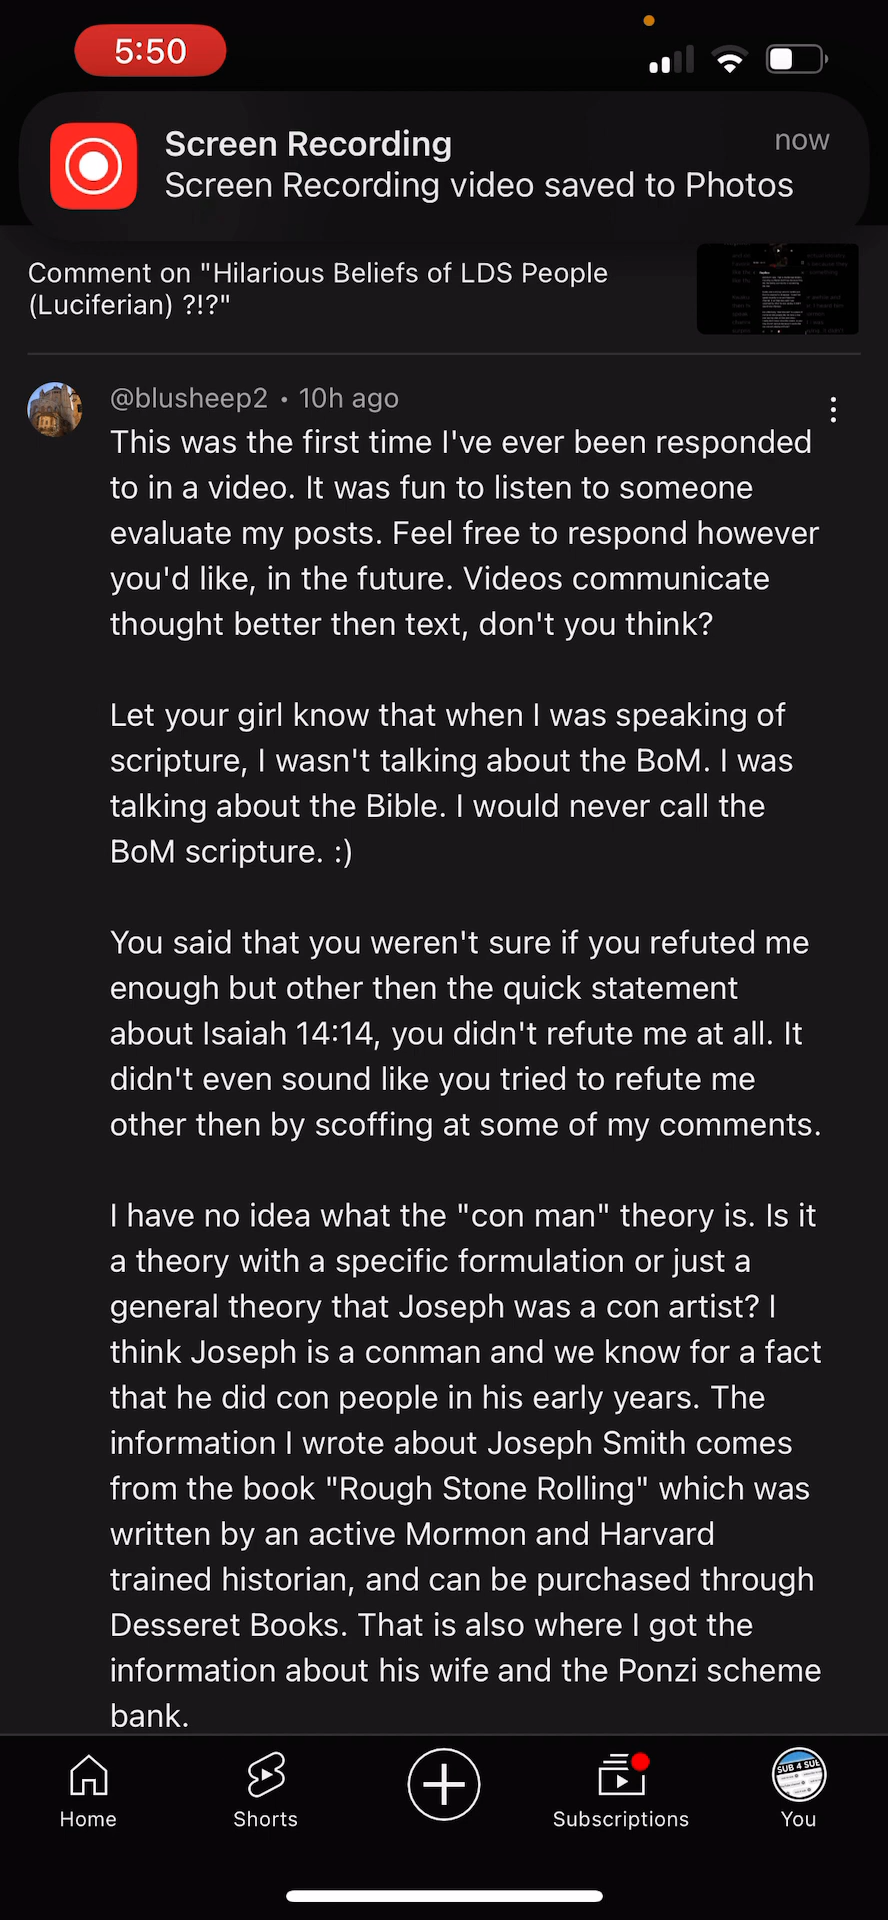 5:50
Screen Recording
now
Screen Recording video saved to Photos
Comment on "Hilarious Beliefs of LDS People
(Luciferian) ?!?"
@blusheep2 • 10h ago
This was the first time I've ever been responded
to in a video. It was fun to listen to someone
evaluate my posts. Feel free to respond however
you'd like, in the future. Videos communicate
thought better then text, don't you think?
Let your girl know that when I was speaking of
scripture, I wasn't talking about the BoM. I was
talking about the Bible. I would never call the
BoM scripture. :)
You said that you weren't sure if you refuted me
enough but other then the quick statement
about Isaiah 14:14, you didn't refute me at all. It
didn't even sound like you tried to refute me
other then by scoffing at some of my comments.
I have no idea what the "con man" theory is. Is it
a theory with a specific formulation or just a
general theory that Joseph was a con artist? I
think Joseph is a conman and we know for a fact
that he did con people in his early years. The
information I wrote about Joseph Smith comes
from the book "Rough Stone Rolling" which was
written by an active Mormon and Harvard
trained historian, and can be purchased through
Desseret Books. That is also where I got the
information about his wife and the Ponzi scheme
bank.
SUB 4 SUB
Home
Shorts
Subscriptions
You